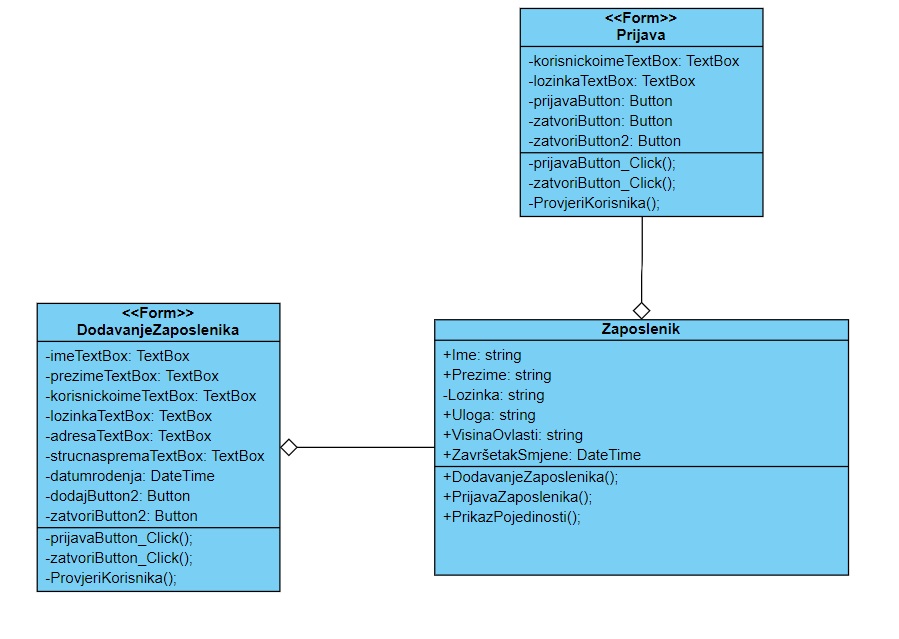 <<Form>>
Prijava
-korisnickoimeTextBox: TextBox
-lozinkaTextBox: TextBox
-prijavaButton: Button
-zatvoriButton: Button
-zatvoriButton2: Button
-prijavaButton_Click();
-zatvoriButton_Click();
-ProvjeriKorisnika();
<<Form>>
DodavanjeZaposlenika
-imeTextBox: TextBox
-prezimeTextBox: TextBox
-korisnickoimeTextBox: TextBox
-lozinkaTextBox: TextBox
-adresaTextBox: TextBox
-strucnaspremaTextBox: TextBox
-datumrodenja: DateTime
-dodajButton2: Button
-zatvoriButton2: Button
-prijavaButton_Click();
-zatvoriButton_Click();
-ProvjeriKorisnika();
Zaposlenik
+Ime: string
+Prezime: string
-Lozinka: string
+Uloga: string
+VisinaOvlasti: string
+ZavršetakSmjene: DateTime
+DodavanjeZaposlenika();
+PrijavaZaposlenika();
+PrikazPojedinosti();